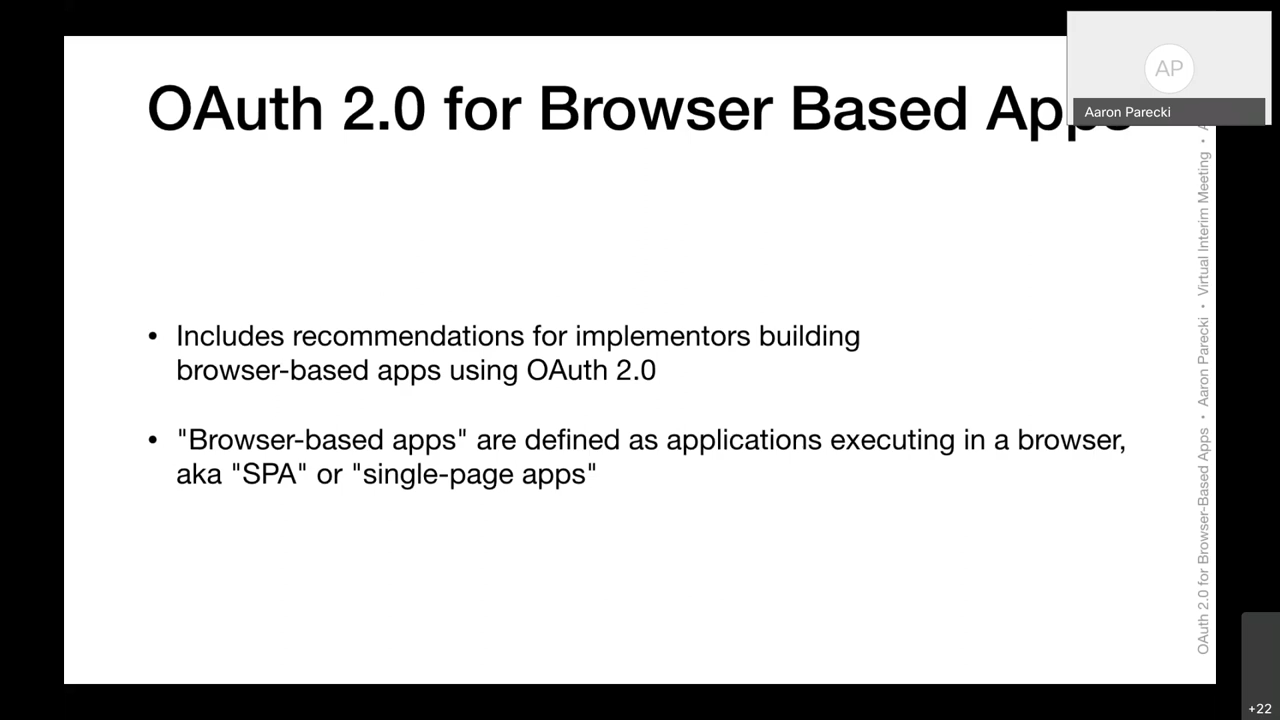 OAuth 2.0 for Browser Based
AP
Aaron Parecki
• Includes recommendations for implementors building
browser-based apps using OAuth 2.0
• "Browser-based apps" are defined as applications executing in a browser,
aka "SPA" or "single-page apps"
OAuth 2.0 for Browser-Based Apps • Aaron Parecki • Virtual Interim Meeting •
+22